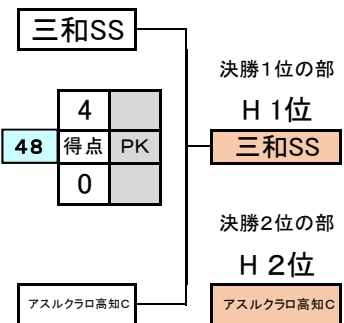 三和SS
決勝1位の部
H 1位
4
48 得点 PK
三和SS
0
決勝2位の部
H 2位
アスルクラロ高知C
アスルクラロ高知C